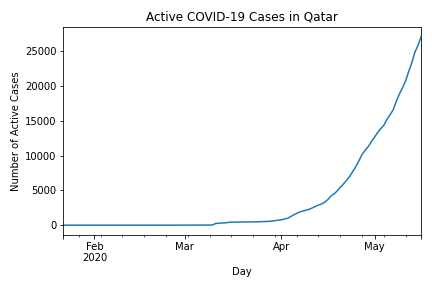 Active COVID-19 Cases in Qatar
Number of Active Cases
25000
20000
15000
10000
5000
0
Feb
2020
Mar
Apr
May
Day